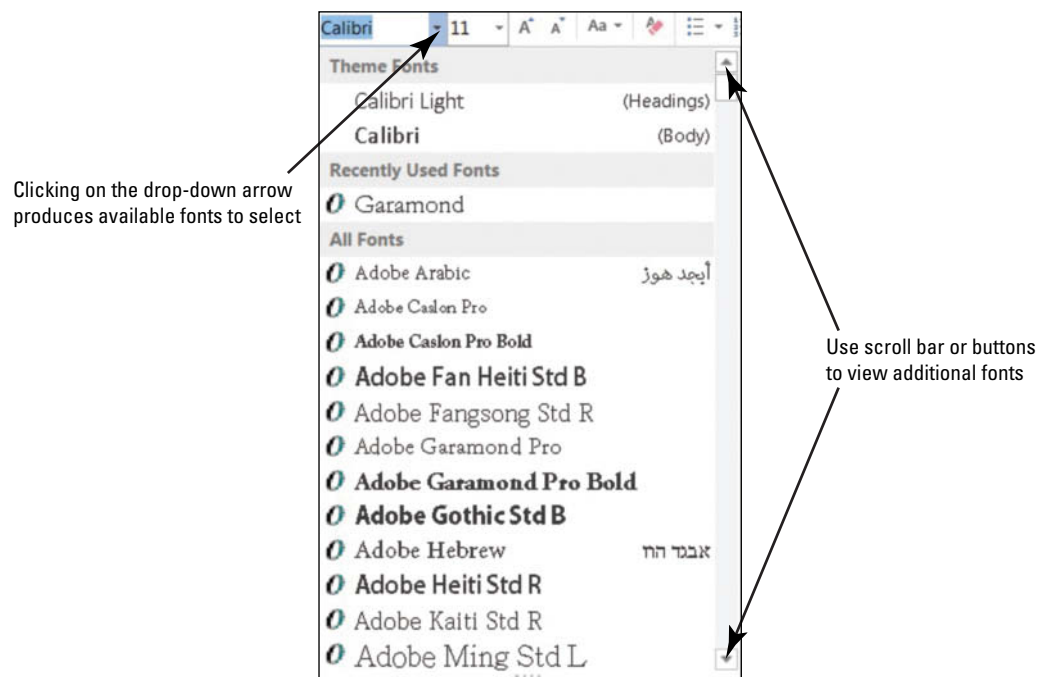 Calibri 11 A A Aa
Theme Fonts
Calibri Light (Headings)
Calibri (Body)
Recently Used Fonts
O Garamond
All Fonts
O Adobe Arabic أيجد هوز
O Adobe Caslon Pro
O Adobe Caslon Pro Bold
O Adobe Fan Heiti Std B
O Adobe Fangsong Std R
O Adobe Garamond Pro
O Adobe Garamond Pro Bold
O Adobe Gothic Std B
O Adobe Hebrew אבגד הוז
O Adobe Heiti Std R
O Adobe Kaiti Std R
O Adobe Ming Std L
Clicking on the drop-down arrow
produces available fonts to select
Use scroll bar or buttons
to view additional fonts